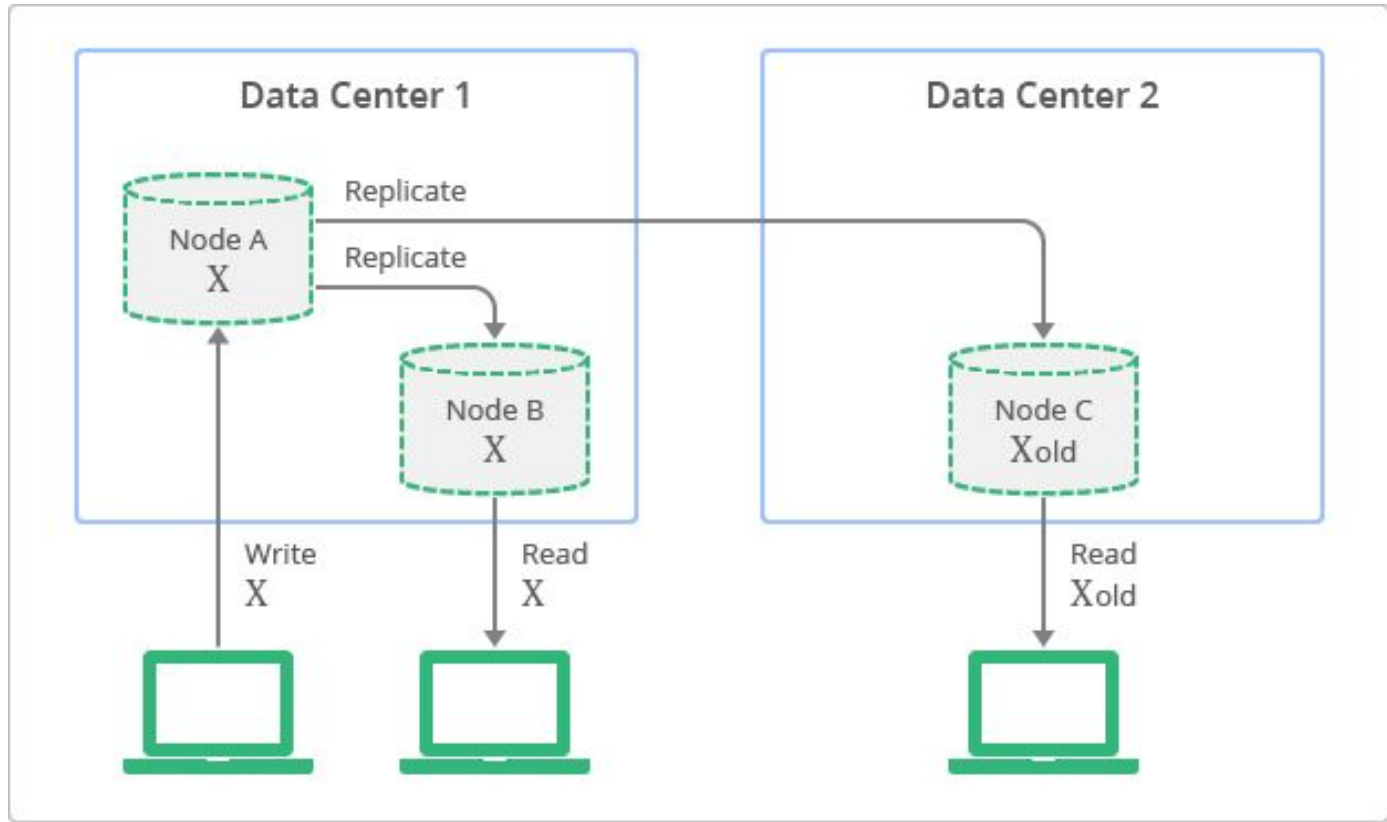 Data Center 1
Data Center 2
Replicate
Node A
X
Replicate
Node B
X
Node C
Xold
Write
X
Read
X
Read
Xold